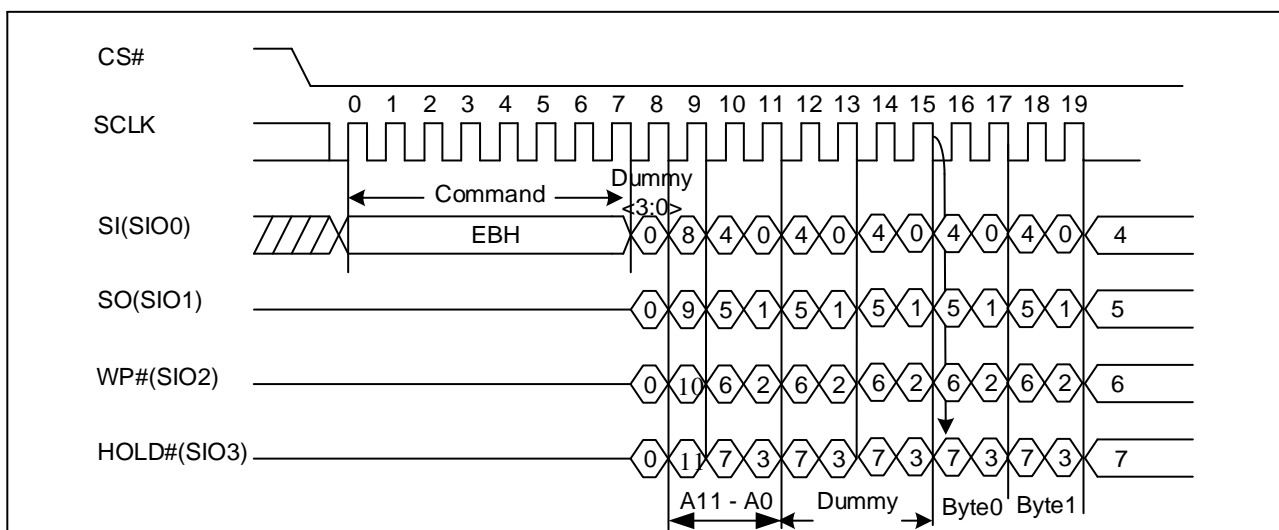 CS#
0 1 2 3 4 5 6 7 8 9 10 11 12 13 14 15 16 17 18 19
SCLK
Command
Dummy
<3:0>
SI(SIO0) EBH 0 8 4 0 4 0 4 0 4 0 4 0 4
SO(SIO1) 0 9 5 1 5 1 5 1 5 1 5 1 5
WP#(SIO2) 0 10 6 2 6 2 6 2 6 2 6 2 6
HOLD#(SIO3) 0 11 7 3 7 3 7 3 7 3 7 3 7
A11 - A0 Dummy Byte0 Byte1